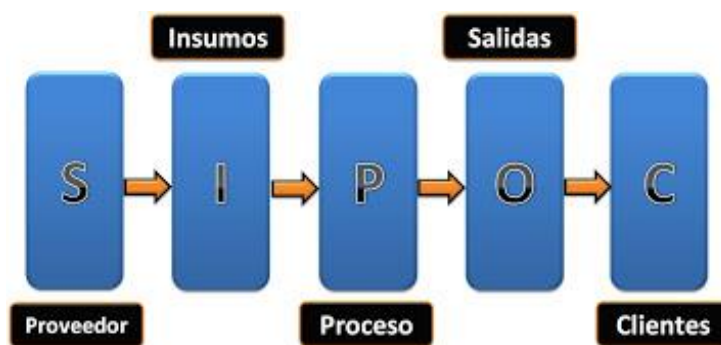 Insumos
Salidas
S
I
P
O
C
Proveedor
Proceso
Clientes